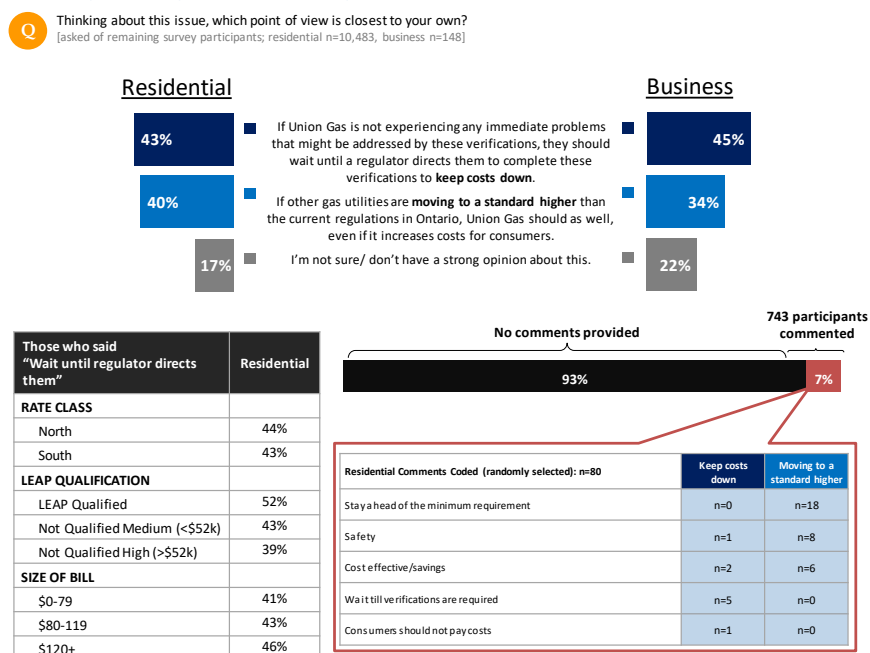 Q
Thinking about this issue, which point of view is closest to your own?
[asked of remaining survey participants; residential n=10,483, business n=148]
Residential
Business
43%
If Union Gas is not experiencing any immediate problems
that might be addressed by these verifications, they should
wait until a regulator directs them to complete these
verifications to keep costs down.
45%
40%
If other gas utilities are moving to a standard higher than
the current regulations in Ontario, Union Gas should as well,
even if it increases costs for consumers.
34%
17%
I'm not sure/ don't have a strong opinion about this.
22%
Those who said
"Wait until regulator directs
them"
Residential
RATE CLASS
North 44%
South 43%
LEAP QUALIFICATION
LEAP Qualified 52%
Not Qualified Medium (<$52k) 43%
Not Qualified High (>$52k) 39%
SIZE OF BILL
$0-79 41%
$80-119 43%
$120+ 46%
No comments provided
743 participants
commented
93%
7%
Residential Comments Coded (randomly selected): n=80
Keep costs
down
Moving to a
standard higher
Stay ahead of the minimum requirement n=0 n=18
Safety n=1 n=8
Cost effective/savings n=2 n=6
Wait till verifications are required n=5 n=0
Consumers should not pay costs n=1 n=0